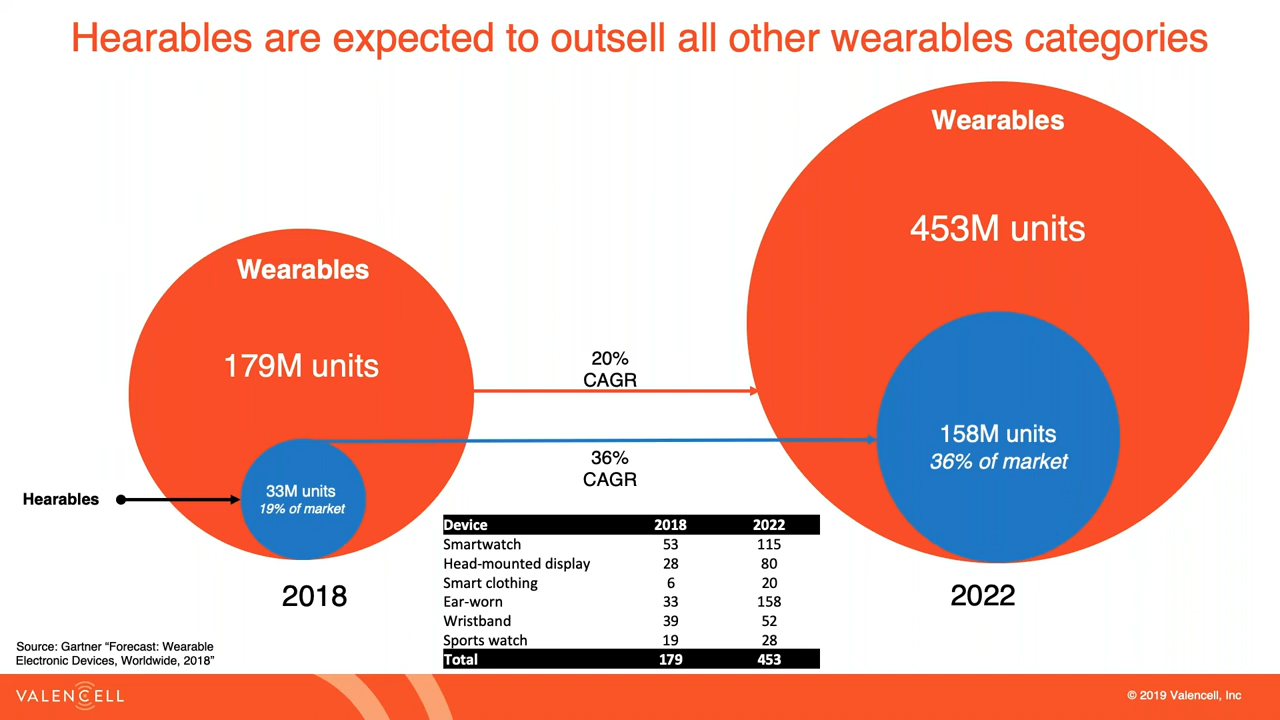 Hearables are expected to outsell all other wearables categories
Wearables
179M units
Hearables
33M units
19% of market
2018
20%
CAGR
36%
CAGR
Wearables
453M units
158M units
36% of market
2022
Device 2018 2022
Smartwatch 53 115
Head-mounted display 28 80
Smart clothing 6 20
Ear-worn 33 158
Wristband 39 52
Sports watch 19 28
Total 179 453
Source: Gartner “Forecast: Wearable
Electronic Devices, Worldwide, 2018”
VALENCELL
© 2019 Valencell, Inc